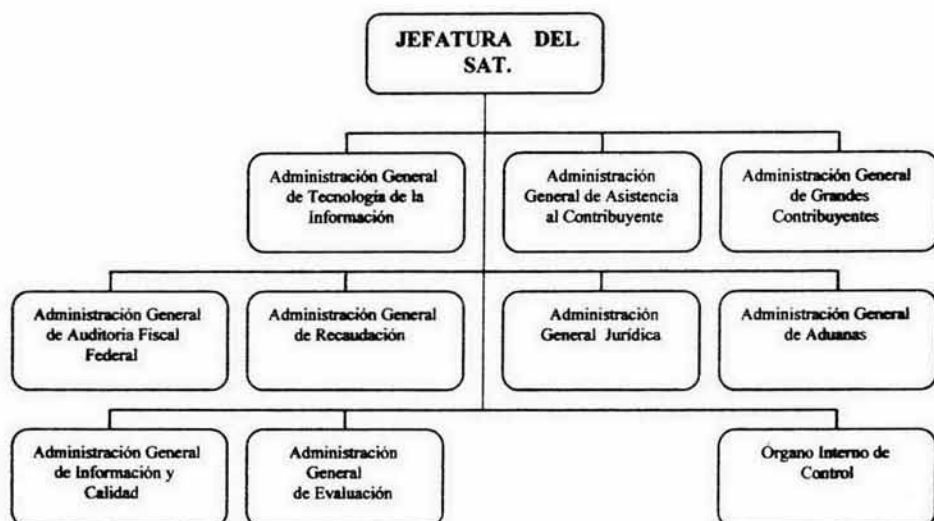 JEFATURA DEL
SAT.
Administración General
de Tecnología de la
Información
Administración
General de Asistencia
al Contribuyente
Administración General
de Grandes
Contribuyentes
Administración General
de Auditoria Fiscal
Federal
Administración General
de Recaudación
Administración
General Jurídica
Administración General
de Aduanas
Administración General
de Información y
Calidad
Administración
General
de Evaluación
Órgano Interno de
Control